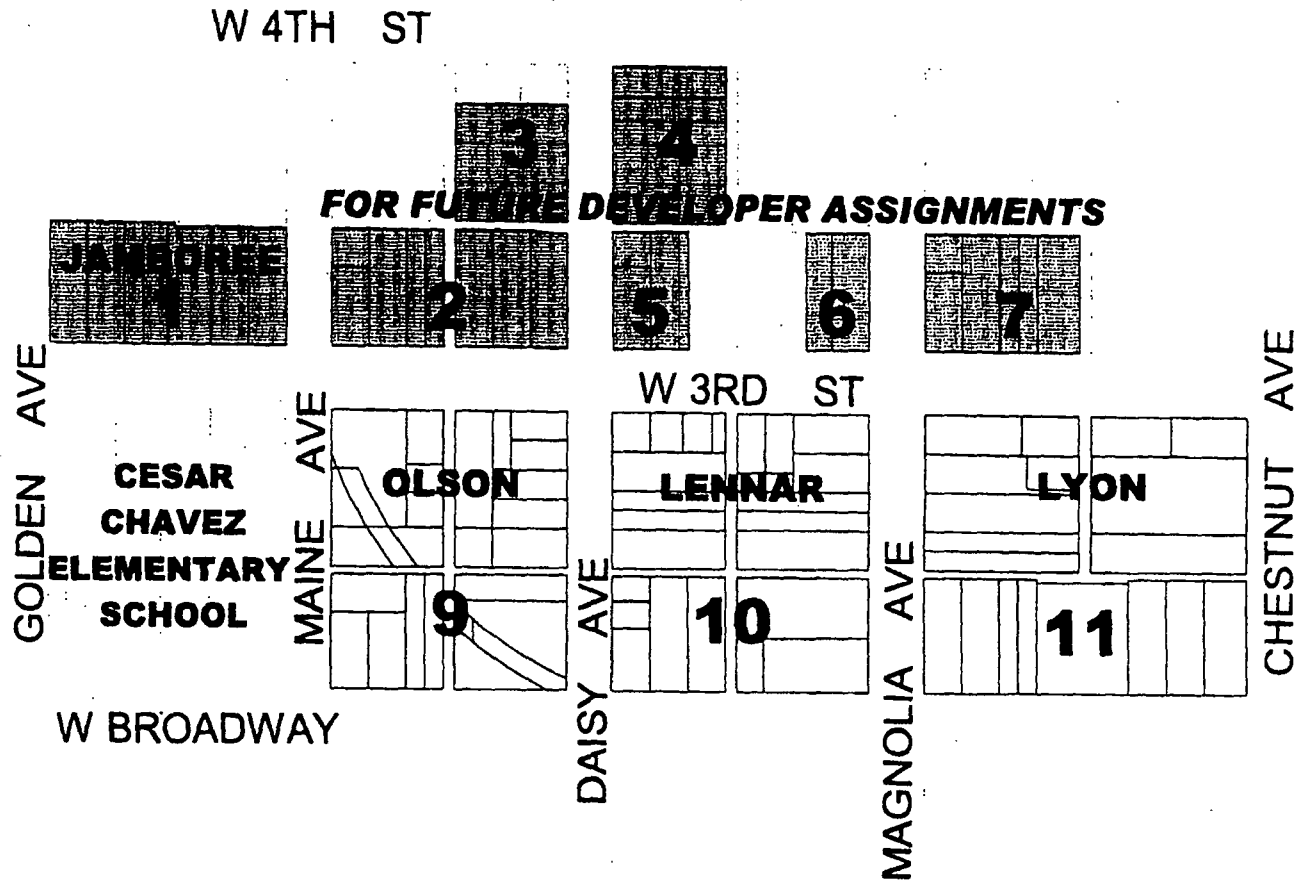 W 4TH ST
3
4
FOR FUTURE DEVELOPER ASSIGNMENTS
JAMBOREE
1
2
5
6
7
GOLDEN AVE
W 3RD ST
CHESTNUT AVE
MAINE AVE
CESAR
CHAVEZ
ELEMENTARY
SCHOOL
OLSON
LENNAR
LYON
9
10
11
DAISY AVE
MAGNOLIA AVE
W BROADWAY